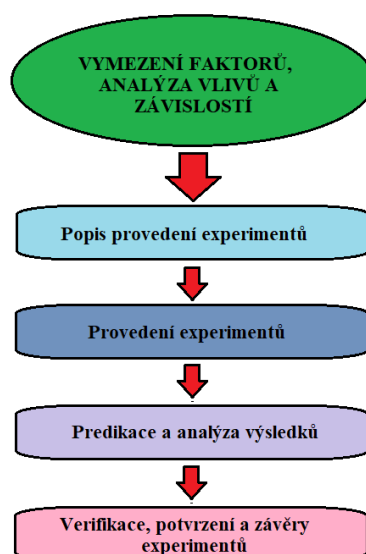 VYMEZENÍ FAKTORŮ,
ANALÝZA VLIVŮ A
ZÁVISLOSTÍ
Popis provedení experimentů
Provedení experimentů
Predikace a analýza výsledků
Verifikace, potvrzení a závěry
experimentů